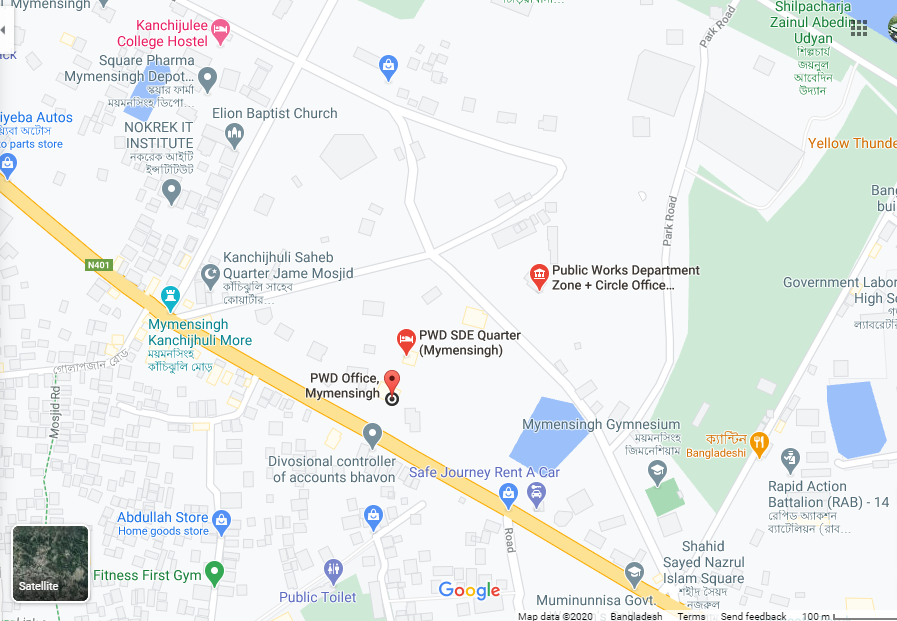 Mymensingh
Kanchijulee
College Hostel
Shilpacharja
Zainul Abedin
Udyan
শিল্পাচার্য
জয়নুল
আবেদিন
উদ্যান
Park Road
Square Pharma
Mymensingh Depot...
স্কয়ার ফার্মা
ময়মনসিংহ ডিপো...
Elion Baptist Church
iyeba Autos
য়েবা অটোস
to parts store
NOKREK IT
INSTITUTE
নকরেক আইটি
ইন্সটিটিউট
Yellow Thunde
Bang
bui
Park Road
N401
Kanchijhuli Saheb
Quarter Jame Mosjid
কাঁচিঝুলি সাহেব
কোয়ার্টার...
Public Works Department
Zone + Circle Office...
Government Labor
High Se
ল্যাবরেটরি
Mymensingh
Kanchijhuli More
ময়মনসিংহ
কাঁচিঝুলি মোড়
PWD SDE Quarter
(Mymensingh)
গোলাপজান রোড
PWD Office,
Mymensingh
Mosjid Rd
Mymensingh Gymnesium
ময়মনসিংহ
জিমনেশিয়াম
ক্যান্টিন
Bangladeshi
Divosional controller
of accounts bhavon
Safe Journey Rent A Car
Rapid Action
Battalion (RAB) - 14
রেপিড অ্যাকশন
ব্যাটেলিয়ন (রাব...
Abdullah Store
Home goods store
Road
Shahid
Sayed Nazrul
Islam Square
শহীদ সৈয়দ
নজরুল
Fitness First Gym
Satellite
Public Toilet
Google
Muminunnisa Govt.
Link
Map data ©2020
Bangladesh
Terms
Send feedback
100 m